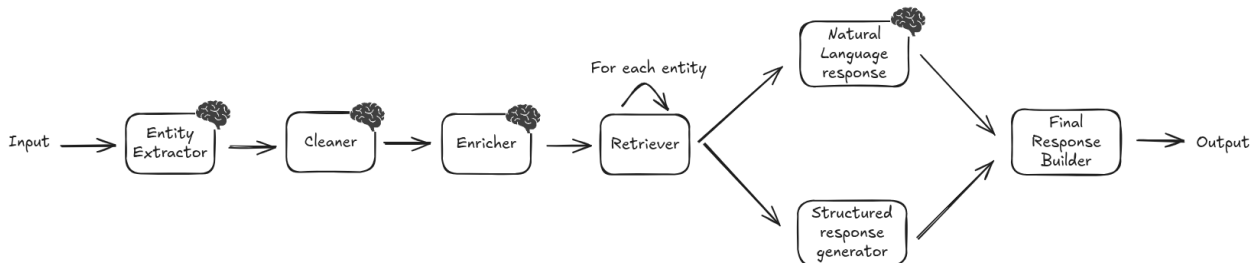 Input
Entity
Extractor
Cleaner
Enricher
For each entity
Retriever
Natural
Language
response
Structured
response
generator
Final
Response
Builder
Output